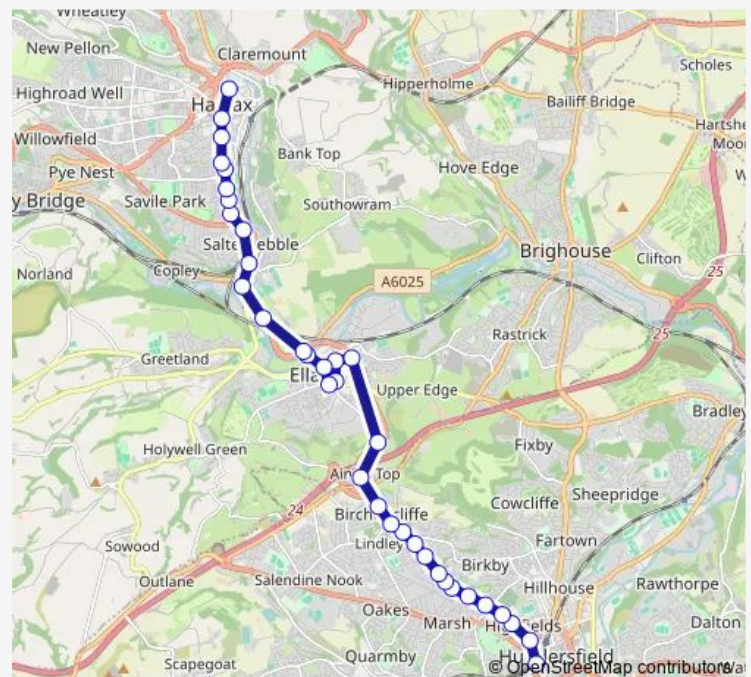 Wheatley
New Pellon
Claremount
Scholes
Hipperholme
Highroad Well
Bailiff Bridge
Willowfield
Bank Top
Hove Edge
Pye Nest
Savile Park
Southowram
Brighouse
Clifton
Copley
Norland
A6025
25
Rastrick
25
Greetland
Upper Edge
Bradley
Holywell Green
Fixby
Sheepridge
Cowcliffe
24
Sowood
Lindley
Fartown
Outlane
Salendine Nook
Birkby
Hillhouse
Rawthorpe
Oakes
Marsh
Dalton
Quarmby
Scapegoat
© OpenStreetMap contributors